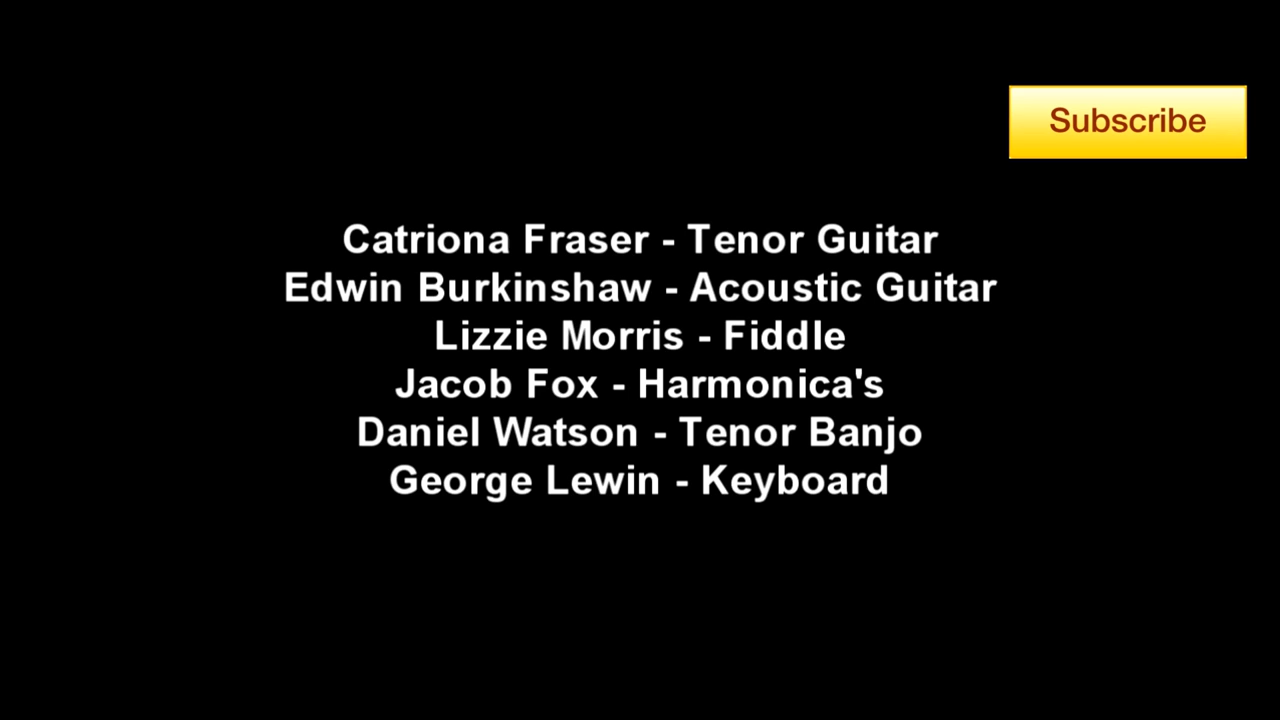 Subscribe
Catriona Fraser - Tenor Guitar
Edwin Burkinshaw - Acoustic Guitar
Lizzie Morris - Fiddle
Jacob Fox - Harmonica's
Daniel Watson - Tenor Banjo
George Lewin - Keyboard